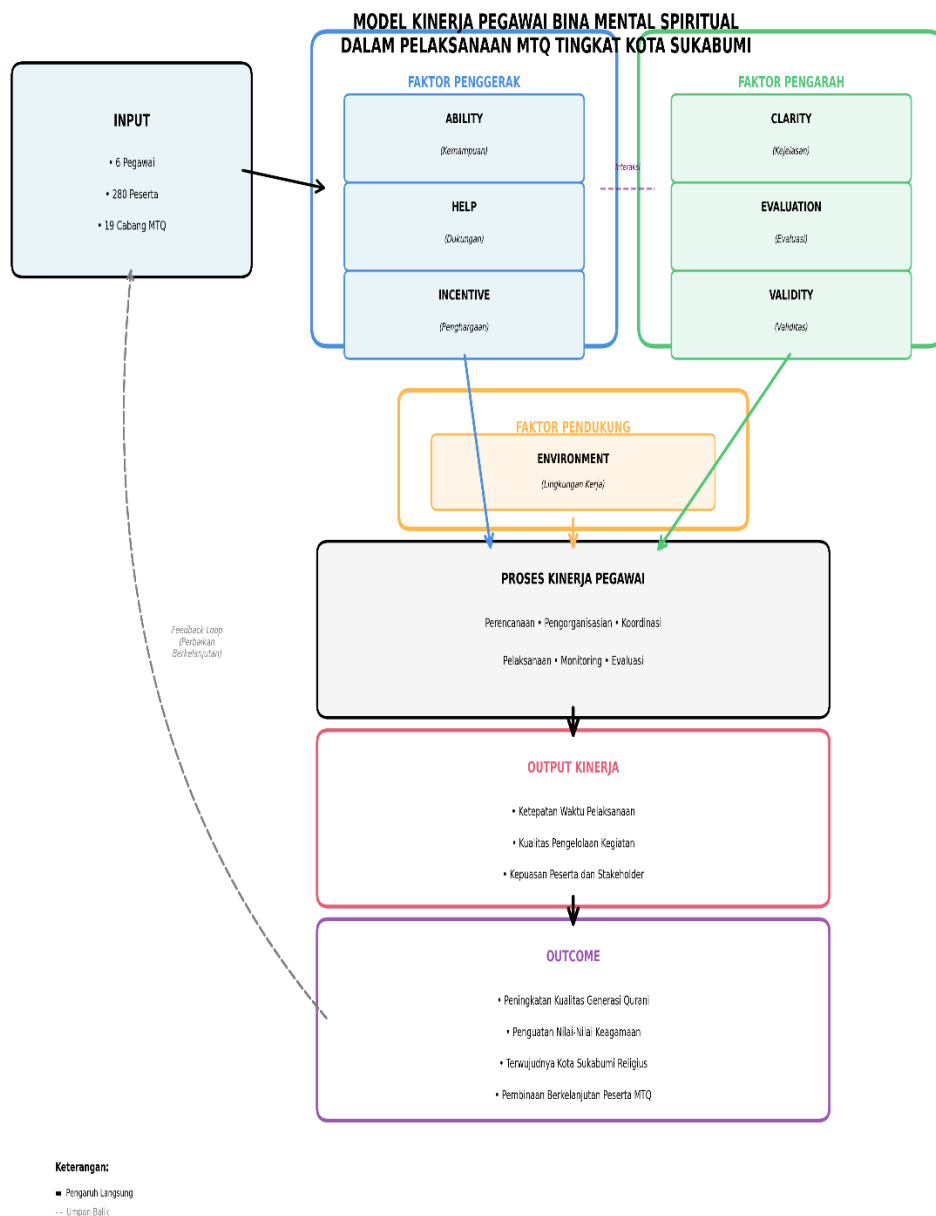 MODEL KINERJA PEGAWAI BINA MENTAL SPIRITUAL
DALAM PELAKSANAAN MTQ TINGKAT KOTA SUKABUMI
INPUT
• 6 Pegawai
• 280 Peserta
• 19 Cabang MTQ
FAKTOR PENGGERAK
ABILITY
(Kemampuan)
HELP
(Dukungan)
INCENTIVE
(Penghargaan)
Interaksi
FAKTOR PENGARAH
CLARITY
(Kejelasan)
EVALUATION
(Evaluasi)
VALIDITY
(Validitas)
FAKTOR PENDUKUNG
ENVIRONMENT
(Lingkungan Kerja)
PROSES KINERJA PEGAWAI
Perencanaan • Pengorganisasian • Koordinasi
Pelaksanaan • Monitoring • Evaluasi
Feedback Loop
(Perbaikan
Berkelanjutan)
OUTPUT KINERJA
• Ketepatan Waktu Pelaksanaan
• Kualitas Pengelolaan Kegiatan
• Kepuasan Peserta dan Stakeholder
OUTCOME
• Peningkatan Kualitas Generasi Qurani
• Penguatan Nilai-Nilai Keagamaan
• Terwujudnya Kota Sukabumi Religius
• Pembinaan Berkelanjutan Peserta MTQ
Keterangan:
Pengaruh Langsung
-- Umpan Balik